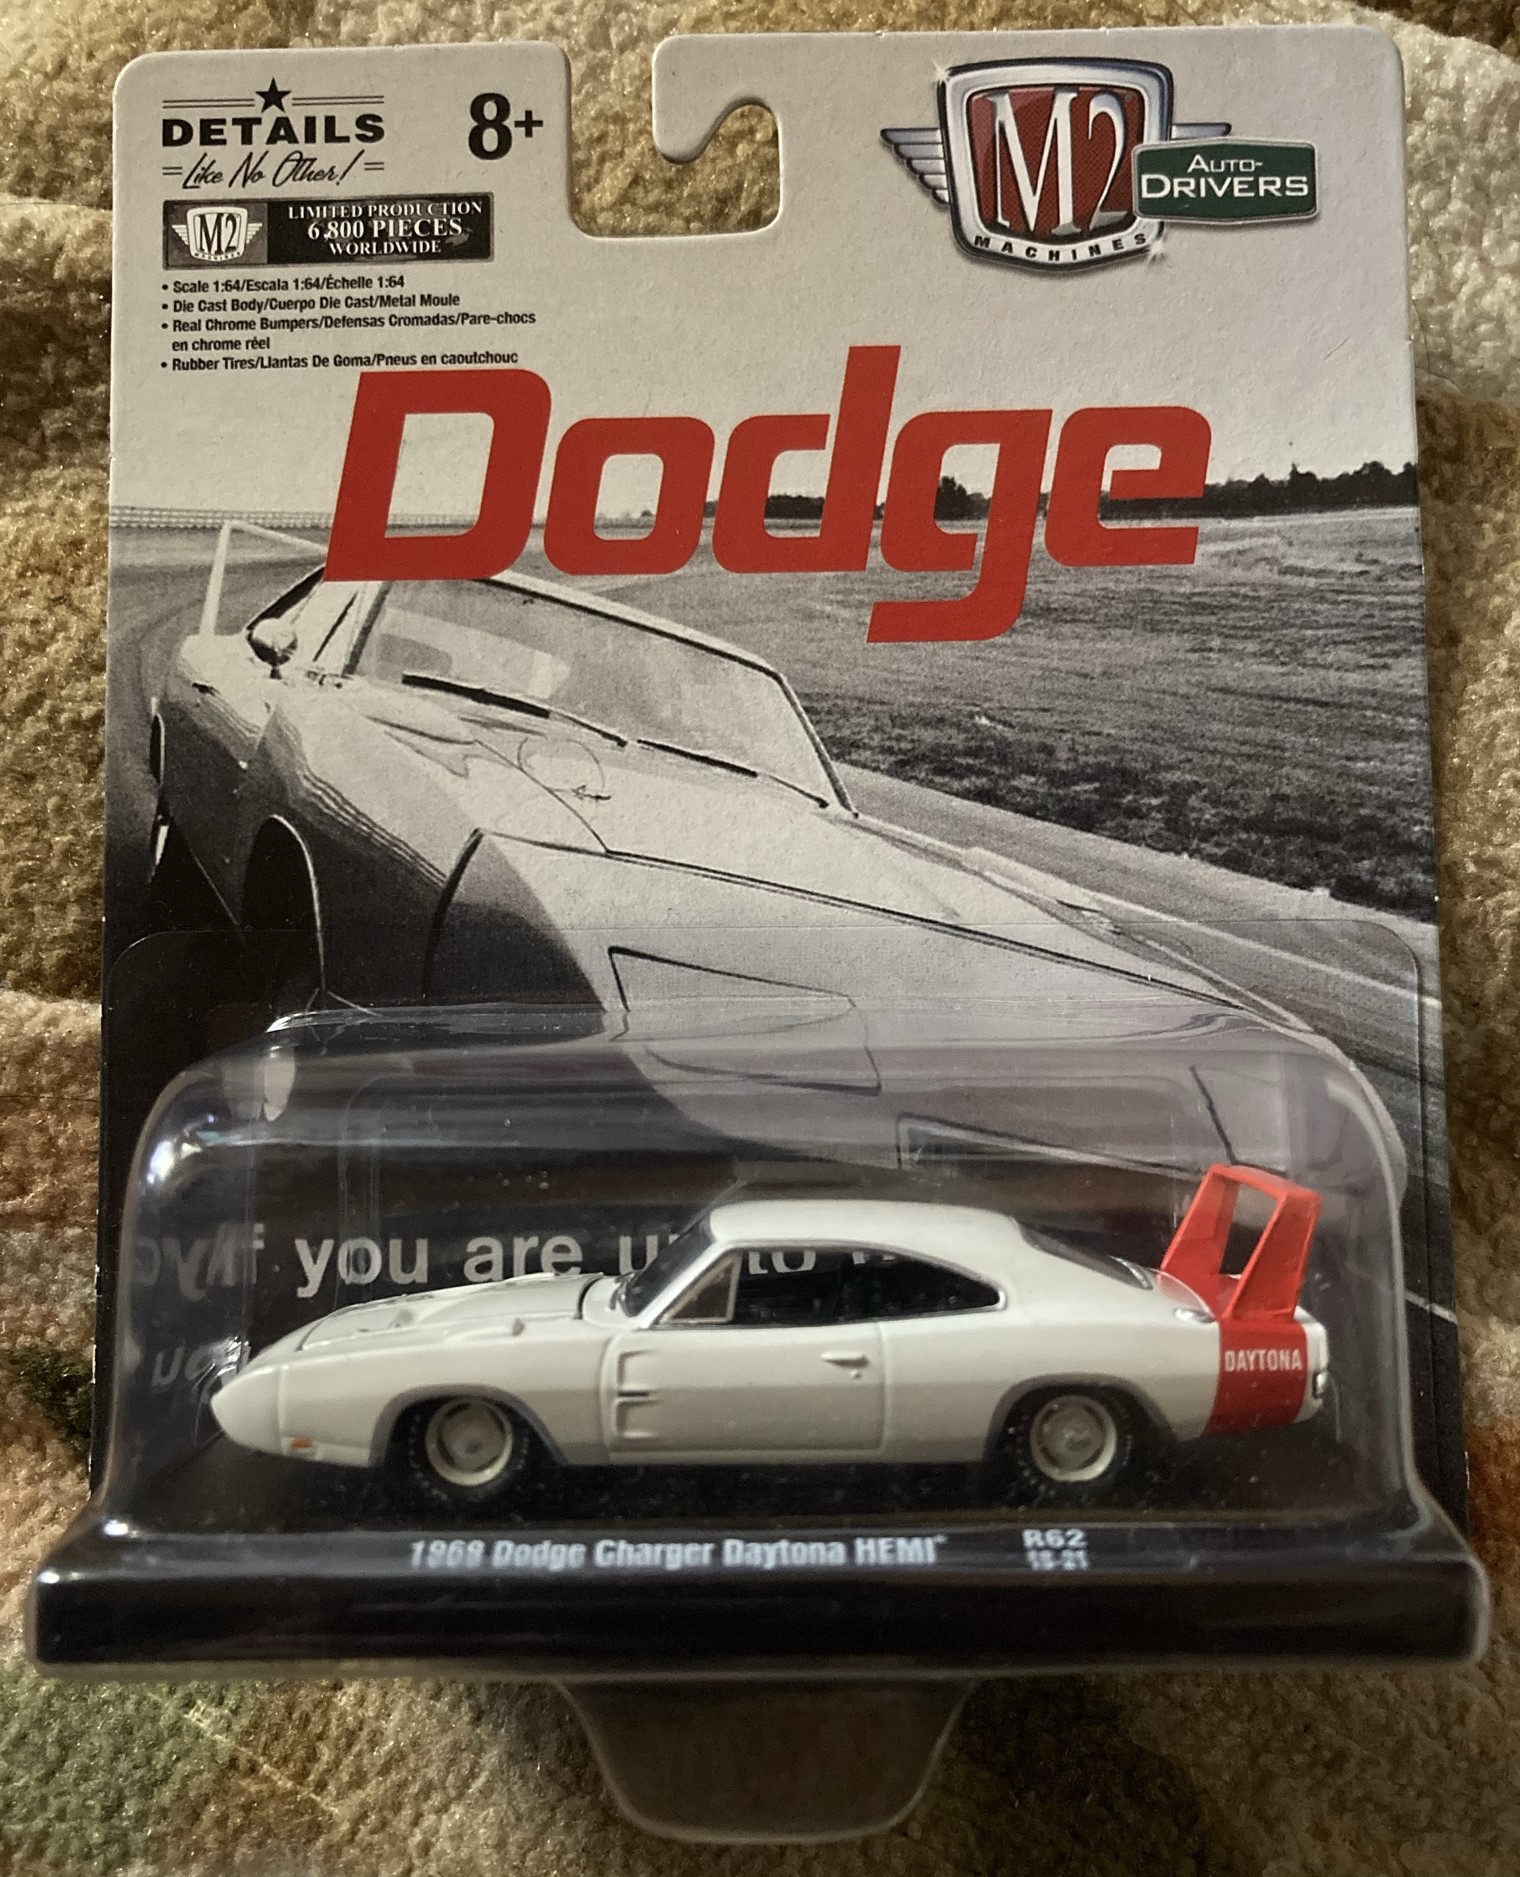 DETAILS
Like No Other!
8+
M2
MACHINES
LIMITED PRODUCTION
6,800 PIECES
WORLDWIDE
• Scale 1:64/Escala 1:64/Échelle 1:64
• Die Cast Body/Cuerpo Die Cast/Metal Moule
• Real Chrome Bumpers/Defensas Cromadas/Pare-chocs
en chrome réel
• Rubber Tires/Llantas De Goma/Pneus en caoutchouc
M2
MACHINES
AUTO-
DRIVERS
Dodge
you are
DAYTONA
1969 Dodge Charger Daytona HEMI
R62